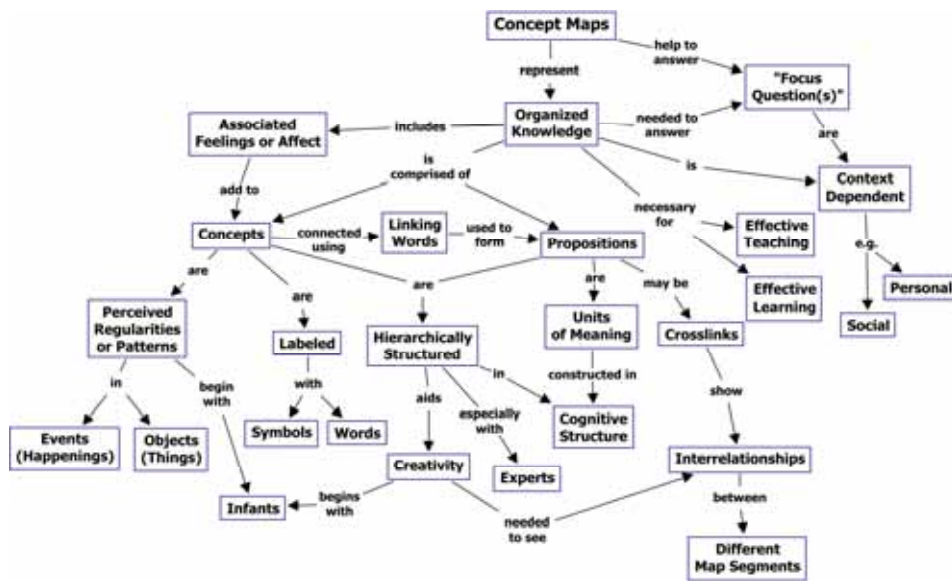 Concept Maps
help to
answer
represent
"Focus
Question(s)"
Organized
Knowledge
needed to
answer
Associated
Feelings or Affect
includes
are
is
comprised of
is
Context
Dependent
add to
necessary
for
Concepts
connected
using
Linking
Words
used to
form
Propositions
Effective
Teaching
e.g.
are
are
are
are
may be
Effective
Learning
Personal
Social
Perceived
Regularities
or Patterns
Labeled
Hierarchically
Structured
Units
of Meaning
Crosslinks
in
begin
with
with
aids
in
constructed in
show
especially
with
Events
(Happenings)
Objects
(Things)
Symbols
Words
Cognitive
Structure
Creativity
Experts
Interrelationships
Infants
begins
with
needed
to see
between
Different
Map Segments